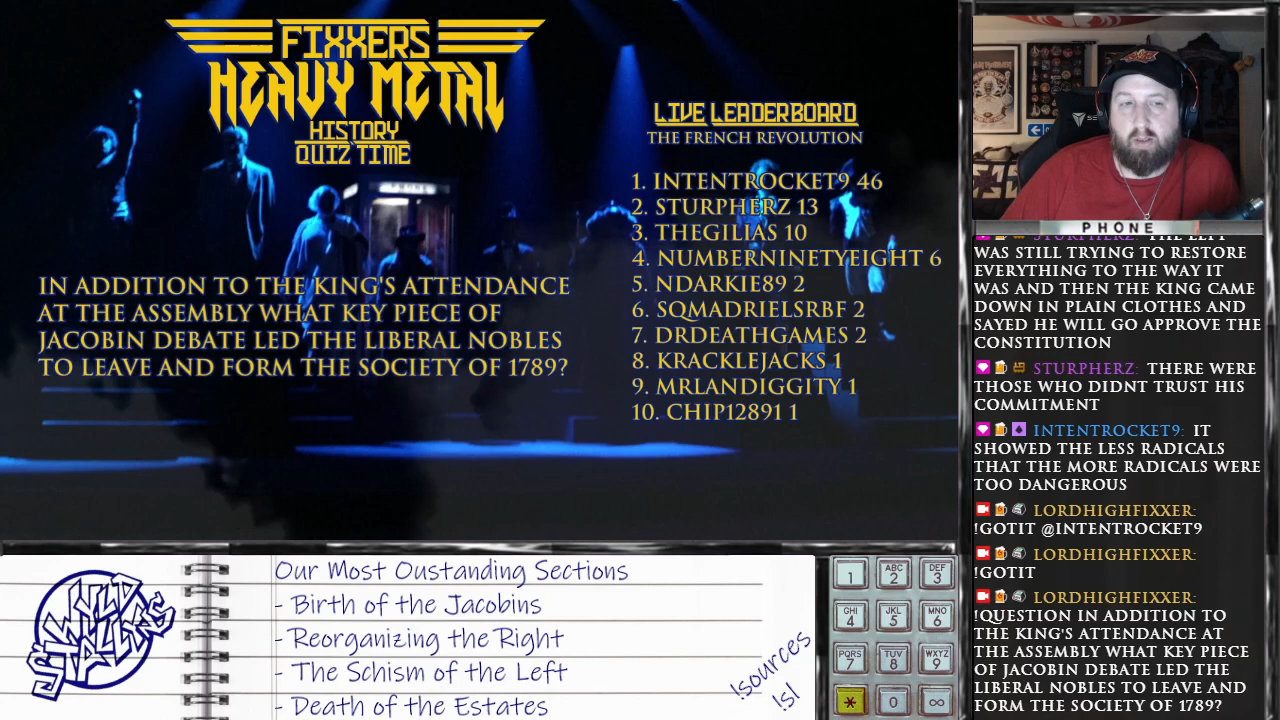 FIXXERS
HEAVY METAL
HISTORY
QUIZ TIME
IN ADDITION TO THE KING'S ATTENDANCE
AT THE ASSEMBLY WHAT KEY PIECE OF
JACOBIN DEBATE LED THE LIBERAL NOBLES
TO LEAVE AND FORM THE SOCIETY OF 1789?
LIVE LEADERBOARD
THE FRENCH REVOLUTION
1. INTENTROCKET9 46
2. STURPHERZ 13
3. THEGILIAS 10
4. NUMBERNINETYEIGHT 6
5. NDARKIE89 2
6. SQMADRIELSRBF 2
7. DRDEATHGAMES 2
8. KRACKLEJACKS 1
9. MRLANDIGGITY 1
10. CHIP12891 1
PHONE
PHONE
STURPHERZ: THE LEFT
WAS STILL TRYING TO RESTORE
EVERYTHING TO THE WAY IT
WAS AND THEN THE KING CAME
DOWN IN PLAIN CLOTHES AND
SAYED HE WILL GO APPROVE THE
CONSTITUTION
STURPHERZ: THERE WERE
THOSE WHO DIDNT TRUST HIS
COMMITMENT
INTENTROCKET9: IT
SHOWED THE LESS RADICALS
THAT THE MORE RADICALS WERE
TOO DANGEROUS
LORDHIGHFIXXER:
!GOTIT @INTENTROCKET9
LORDHIGHFIXXER:
!GOTIT
LORDHIGHFIXXER:
!QUESTION IN ADDITION TO
THE KING'S ATTENDANCE AT
THE ASSEMBLY WHAT KEY PIECE
OF JACOBIN DEBATE LED THE
LIBERAL NOBLES TO LEAVE AND
FORM THE SOCIETY OF 1789?
WYLD
STALLYNS
Our Most Oustanding Sections
- Birth of the Jacobins
- Reorganizing the Right
- The Schism of the Left
- Death of the Estates
!sources
!sl
1
ABC 2
DEF 3
GHI 4
JKL 5
MNO 6
PQRS 7
TUV 8
WXYZ 9
* 0 ∞